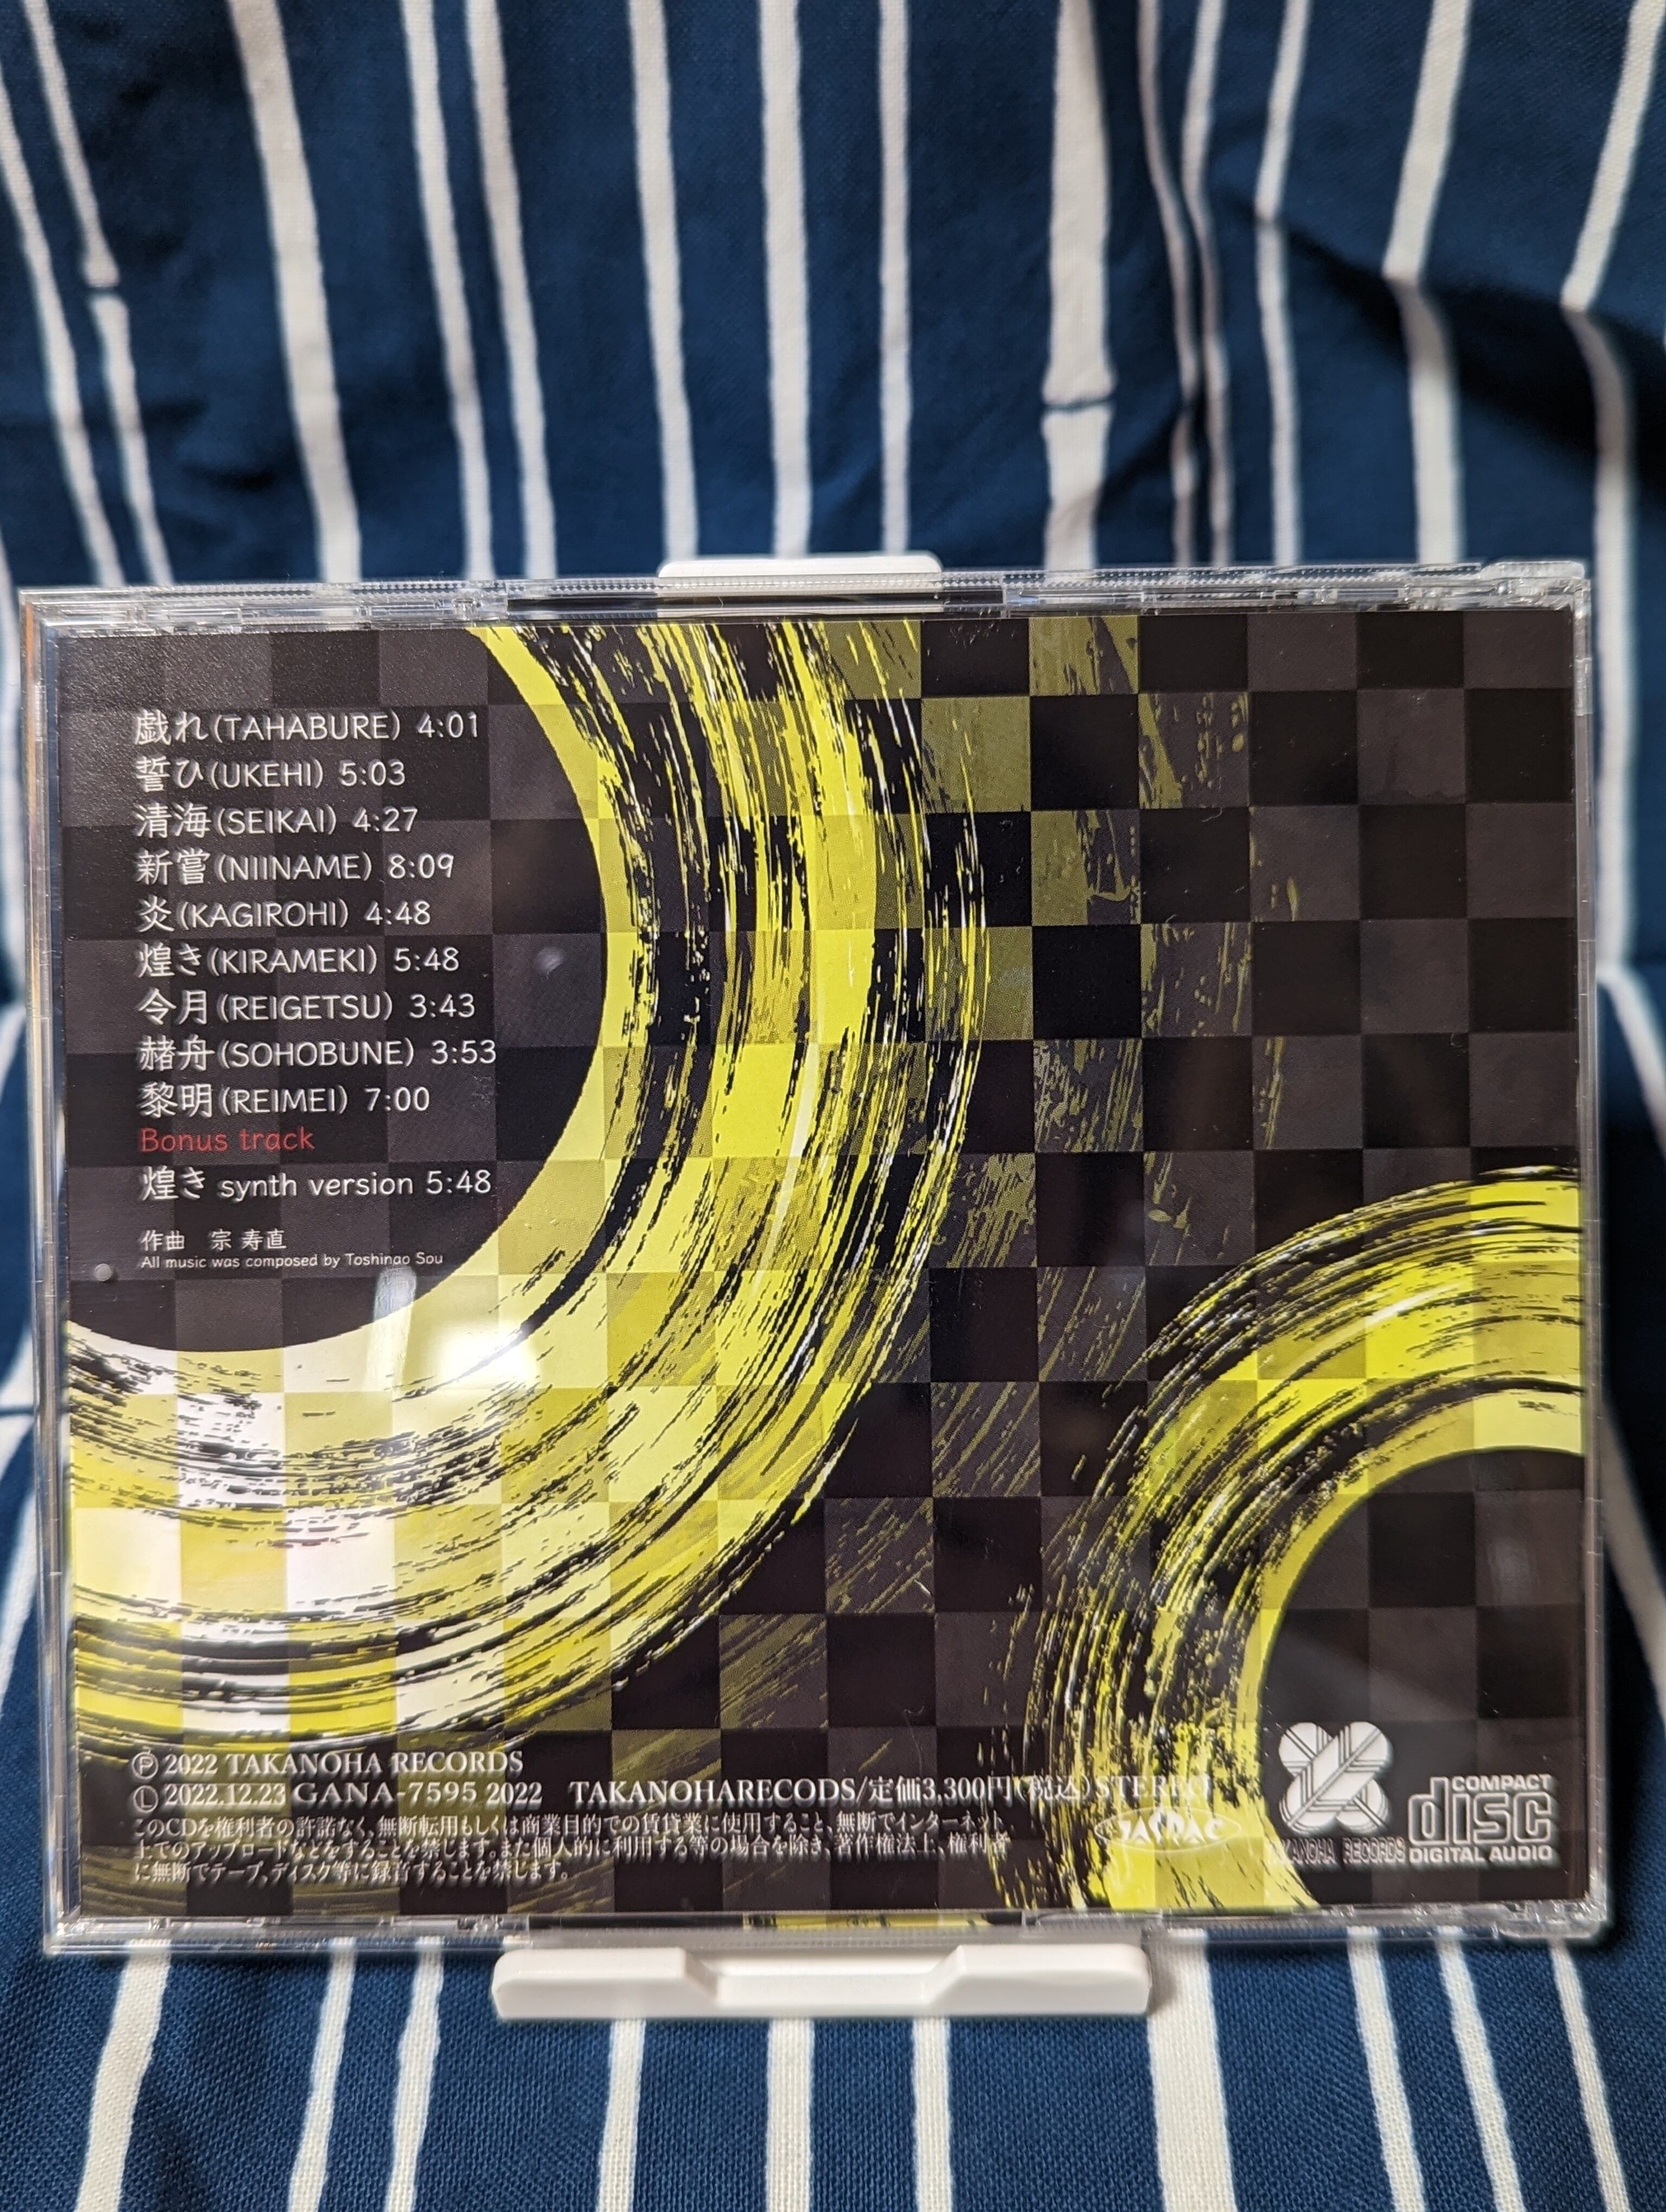 戯れ(TAHABURE) 4:01
誓ひ(UKEHI) 5:03
清海(SEIKAI) 4:27
新嘗(NIINAME) 8:09
炎(KAGIROHI) 4:48
煌き(KIRAMEKI) 5:48
令月(REIGETSU) 3:43
赭舟(SOHOBUNE) 3:53
黎明(REIMEI) 7:00
Bonus track
煌き synth version 5:48
作曲　宗 寿直
All music was composed by Toshinao Sou
Ⓟ 2022 TAKANOHA RECORDS
Ⓛ 2022.12.23 GANA-7595 2022　TAKANOHARECODS/定価3,300円(税込) STEREO
このCDを権利者の許諾なく、無断転用もしくは商業目的での賃貸業に使用すること、無断でインターネット
上でのアップロードなどをすることを禁じます。また個人的に利用する等の場合を除き、著作権法上、権利者
に無断でテープ、ディスク等に録音することを禁じます。
JASRAC
TAKANOHA RECORDS
COMPACT
disc
DIGITAL AUDIO